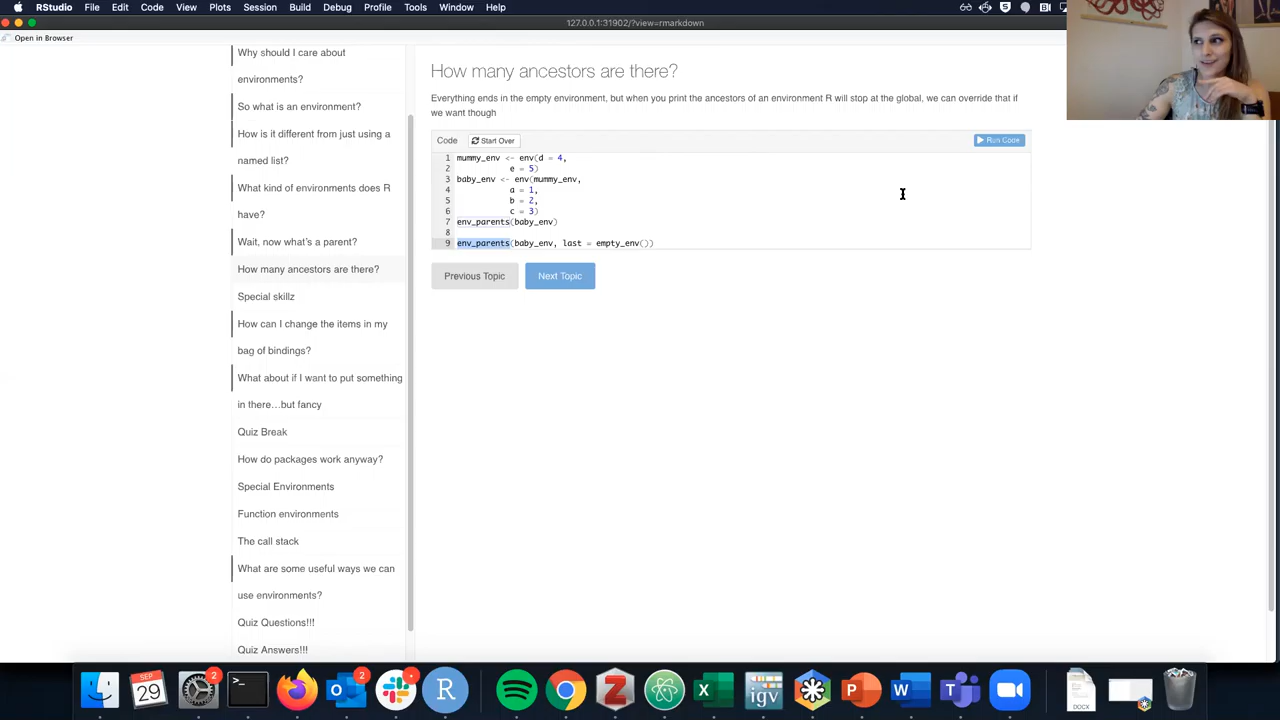 RStudio File Edit Code View Plots Session Build Debug Profile Tools Window Help
127.0.0.1:31902/?view=rmarkdown
Open in Browser
Why should I care about
environments?
So what is an environment?
How is it different from just using a
named list?
What kind of environments does R
have?
Wait, now what's a parent?
How many ancestors are there?
Special skillz
How can I change the items in my
bag of bindings?
What about if I want to put something
in there…but fancy
Quiz Break
How do packages work anyway?
Special Environments
Function environments
The call stack
What are some useful ways we can
use environments?
Quiz Questions!!!
Quiz Answers!!!
How many ancestors are there?
Everything ends in the empty environment, but when you print the ancestors of an environment R will stop at the global, we can override that if
we want though
Code Start Over Run Code
1 mummy_env <- env(d = 4,
2 e = 5)
3 baby_env <- env(mummy_env,
4 a = 1,
5 b = 2,
6 c = 3)
7 env_parents(baby_env)
8
9 env_parents(baby_env, last = empty_env())
Previous Topic Next Topic
SEP
29
2
>_
2
R
X
igv
P
W
T
DOCX